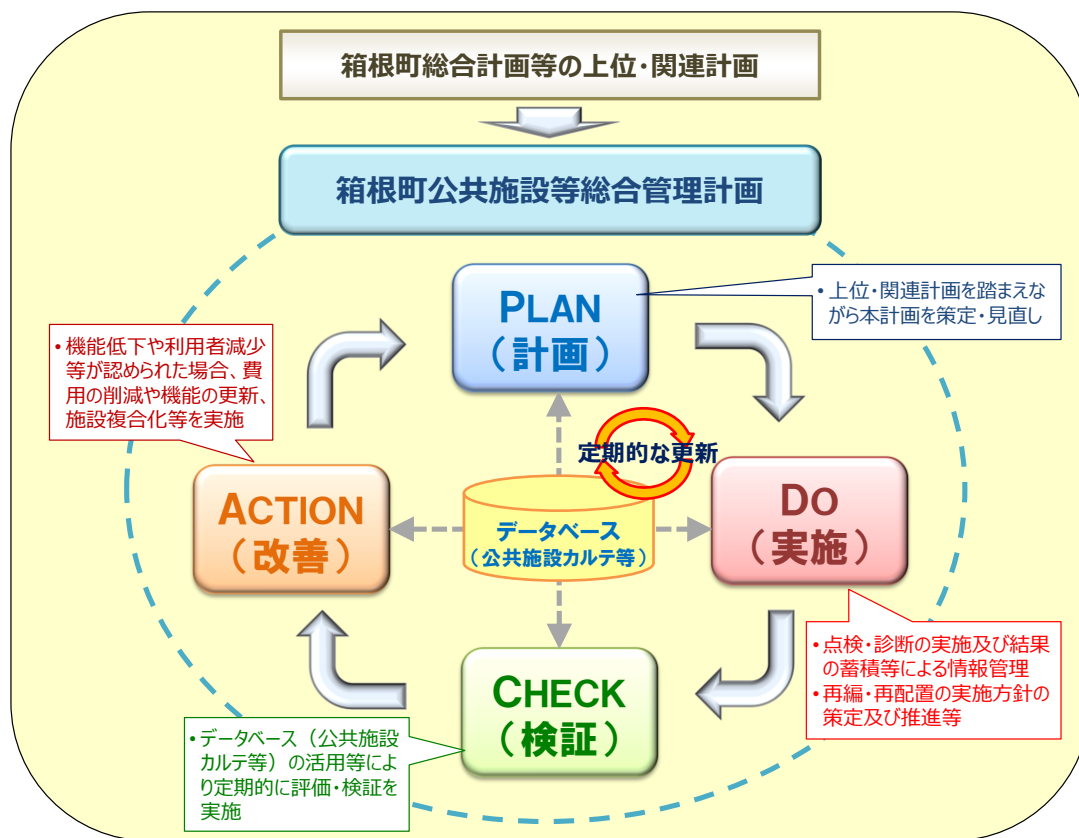 箱根町総合計画等の上位・関連計画
箱根町公共施設等総合管理計画
PLAN
（計画）
・上位・関連計画を踏まえな
がら本計画を策定・見直し
・機能低下や利用者減少
等が認められた場合、費
用の削減や機能の更新、
施設複合化等を実施
定期的な更新
ACTION
（改善）
データベース
（公共施設カルテ等）
DO
（実施）
・点検・診断の実施及び結果
の蓄積等による情報管理
・再編・再配置の実施方針の
策定及び推進等
CHECK
（検証）
・データベース（公共施設
カルテ等）の活用等によ
り定期的に評価・検証を
実施